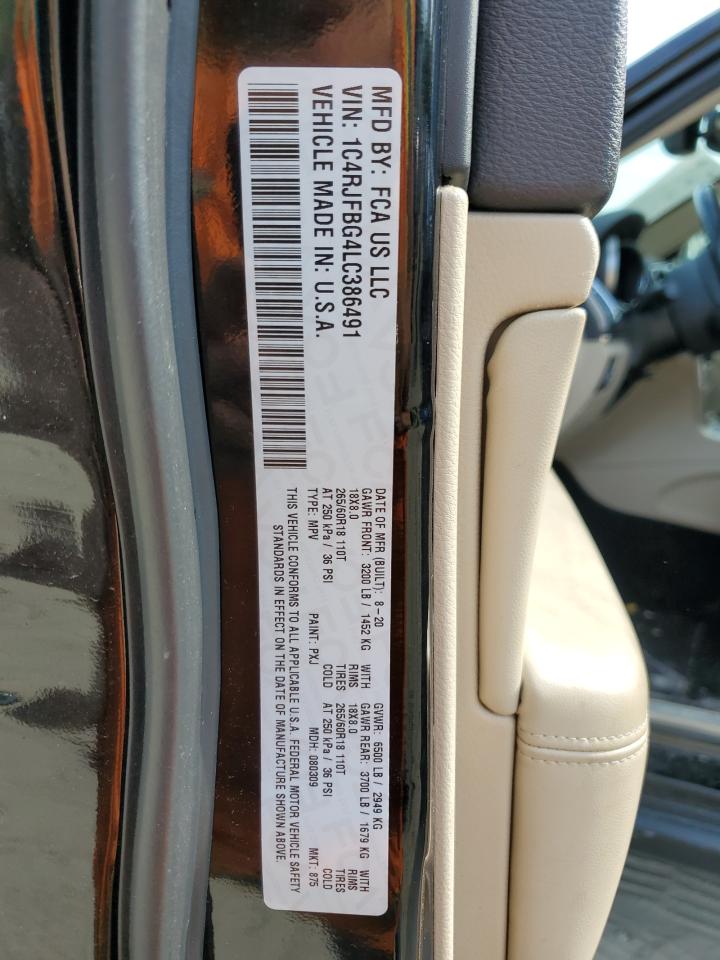 MFD BY: FCA US LLC
VIN: 1C4RJFBG4LC386491
VEHICLE MADE IN: U.S.A.
DATE OF MFR (BUILT): 8-20 GVWR: 6500 LB / 2949 KG
GAWR FRONT: 3200 LB / 1452 KG WITH GAWR REAR: 3700 LB / 1679 KG WITH
18X8.0 RIMS 18X8.0 RIMS
265/60R18 110T TIRES 265/60R18 110T TIRES
AT 250 kPa / 36 PSI COLD AT 250 kPa / 36 PSI COLD
TYPE: MPV PAINT: PXJ MDH: 080309 MKT: 875
THIS VEHICLE CONFORMS TO ALL APPLICABLE U.S.A. FEDERAL MOTOR VEHICLE SAFETY
STANDARDS IN EFFECT ON THE DATE OF MANUFACTURE SHOWN ABOVE.